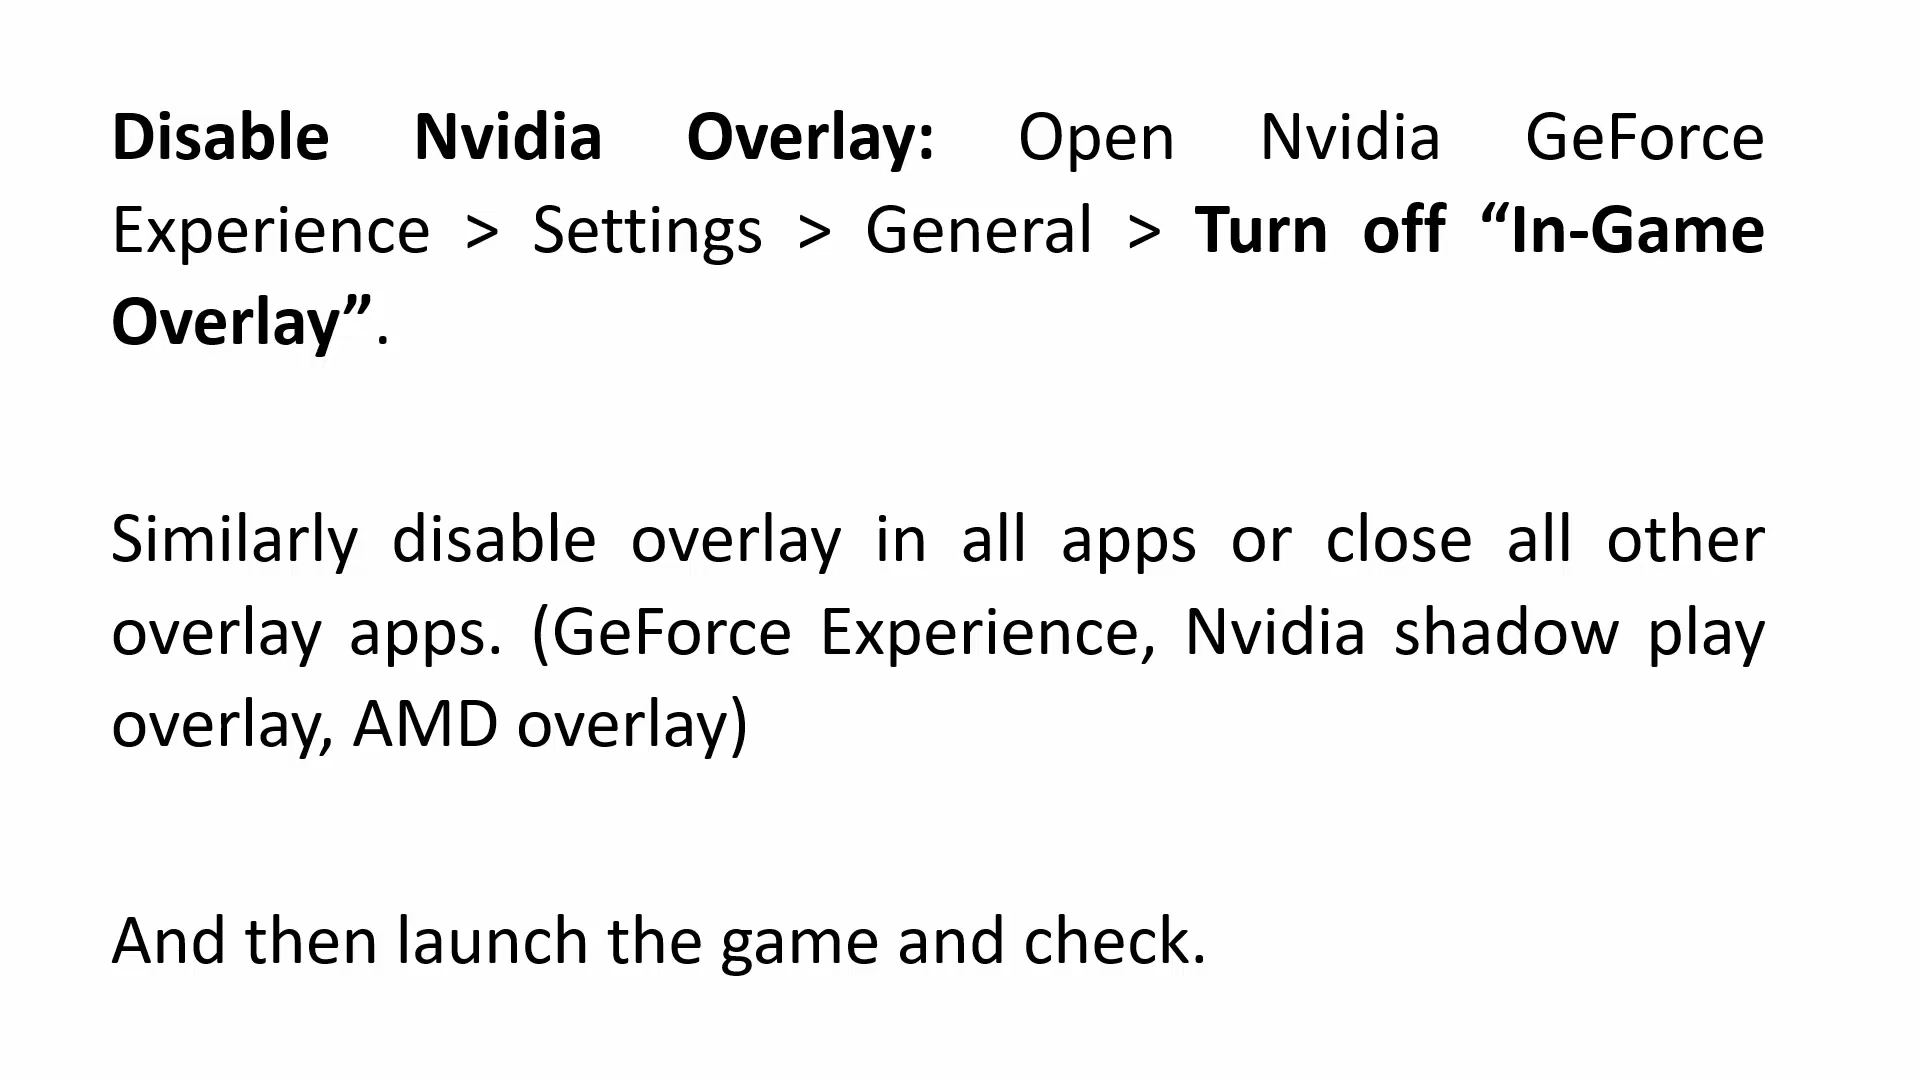 Disable Nvidia Overlay: Open Nvidia GeForce
Experience > Settings > General > Turn off “In-Game
Overlay”.
Similarly disable overlay in all apps or close all other
overlay apps. (GeForce Experience, Nvidia shadow play
overlay, AMD overlay)
And then launch the game and check.